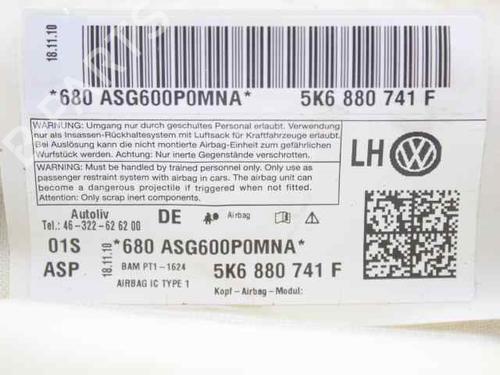 18.11.10
*680 ASG600P0MNA*
5K6 880 741 F
WARNUNG: Umgang nur durch geschultes Personal erlaubt. Verwendung
nur als Insassen-Rückhaltesystem mit Luftsack für Kraftfahrzeuge erlaubt.
Bei Auslösung kann die nicht montierte Airbag-Einheit zum gefährlichen
Wurfstück werden. Achtung: Nur inerte Gegenstände verschrotten.
WARNING: Must be handled by trained personnel only. Only use as
passenger restraint system with airbag in cars. The airbag unit can
become a dangerous projectile if triggered when not fitted.
Attention: Only scrap inert components.
LH
Autoliv
Tel.: 46-322-62 62 00
DE
Airbag
01S
ASP
18.11.10
*680 ASG600P0MNA*
BAM PT1-1624
5K6 880 741 F
AIRBAG IC TYPE 1
Kopf-Airbag-Modul: